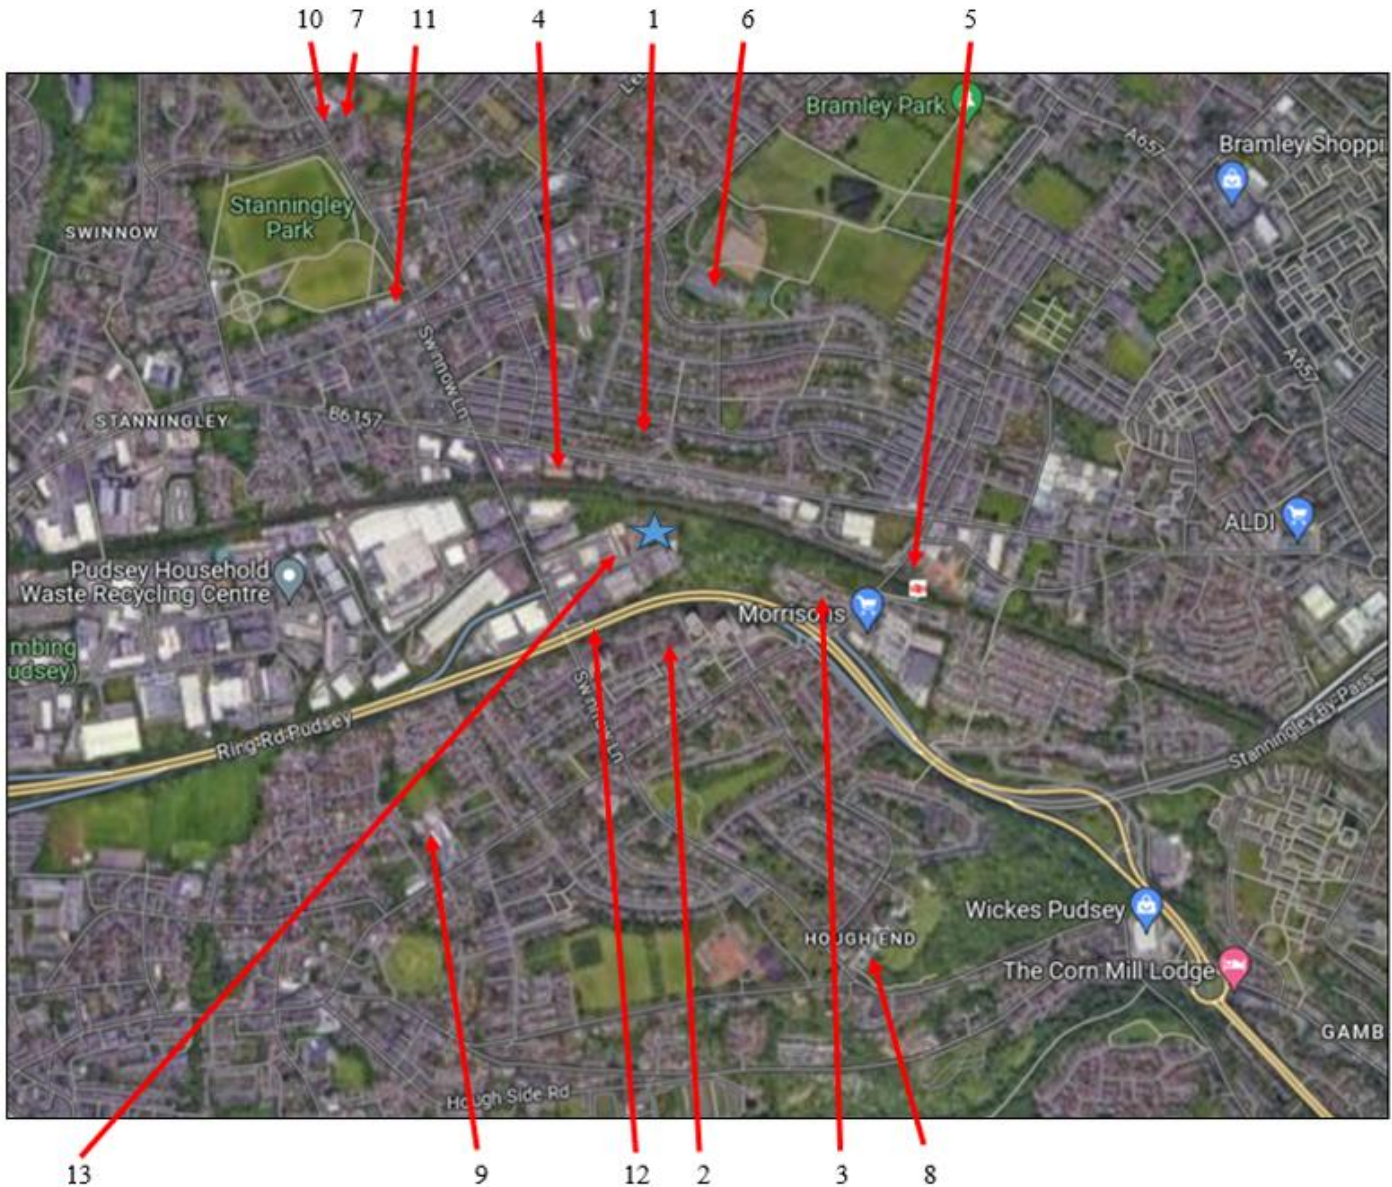 10 7 11 4 1 6 5
Bramley Park
A657
Bramley Shoppi
Stanningley
Park
SWINNOW
Swinnow Ln
A657
STANNINGLEY
B6157
ALDI
Pudsey Household
Waste Recycling Centre
Morrisons
mbing
udsey)
Swinnow Ln
Ring Rd Pudsey
Stanningley By-Pass
Wickes Pudsey
HOUGH END
The Corn Mill Lodge
GAMB
Hough Side Rd
13 9 12 2 3 8